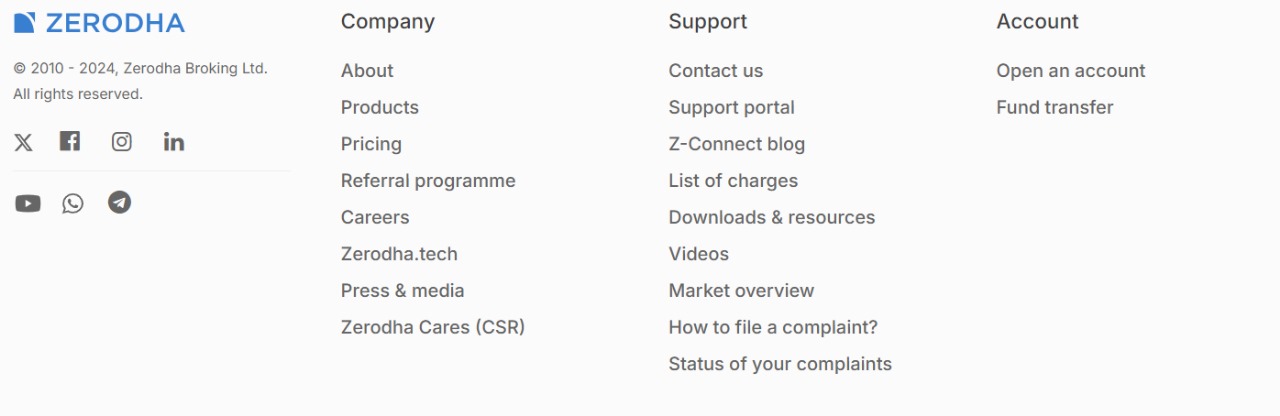 ZERODHA
© 2010 - 2024, Zerodha Broking Ltd.
All rights reserved.
Company
About
Products
Pricing
Referral programme
Careers
Zerodha.tech
Press & media
Zerodha Cares (CSR)
Support
Contact us
Support portal
Z-Connect blog
List of charges
Downloads & resources
Videos
Market overview
How to file a complaint?
Status of your complaints
Account
Open an account
Fund transfer